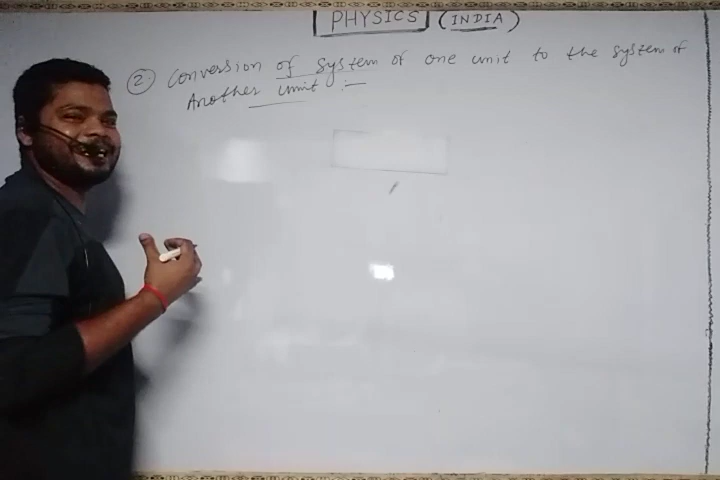 PHYSICS (INDIA)
② Conversion of System of one unit to the System of
Another unit :-